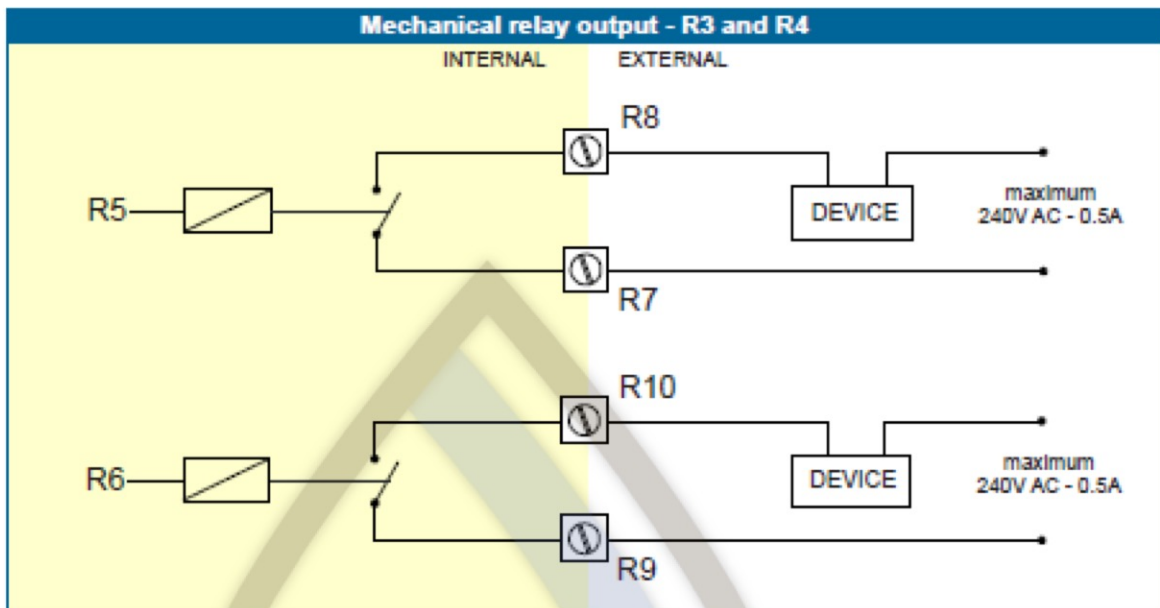 Mechanical relay output - R3 and R4
INTERNAL EXTERNAL
R8
R5
DEVICE
maximum
240V AC - 0.5A
R7
R10
R6
DEVICE
maximum
240V AC - 0.5A
R9